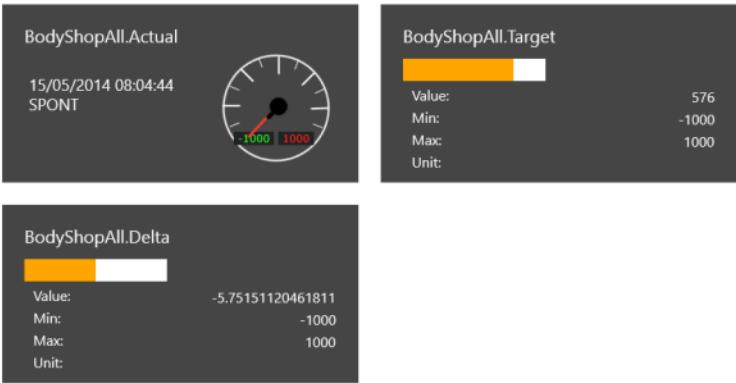 BodyShopAll.Actual
15/05/2014 08:04:44
SPONT
-1000 1000
BodyShopAll.Target
Value: 576
Min: -1000
Max: 1000
Unit:
BodyShopAll.Delta
Value: -5.75151120461811
Min: -1000
Max: 1000
Unit: